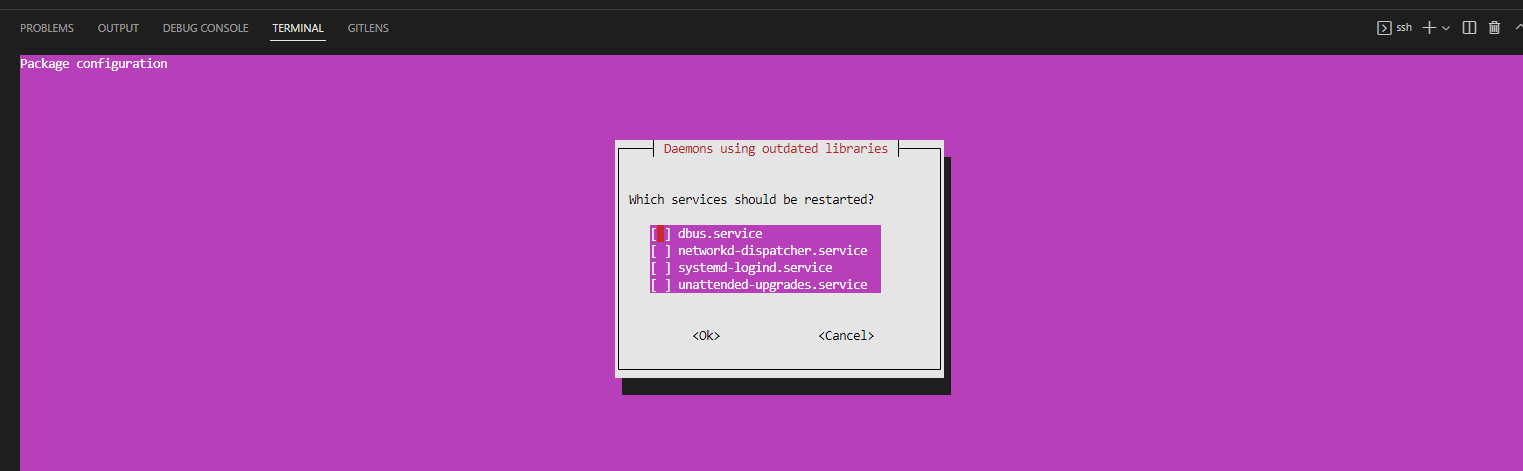 PROBLEMS OUTPUT DEBUG CONSOLE TERMINAL GITLENS ssh
Package configuration
Daemons using outdated libraries
Which services should be restarted?
[ ] dbus.service
[ ] networkd-dispatcher.service
[ ] systemd-logind.service
[ ] unattended-upgrades.service
<Ok> <Cancel>